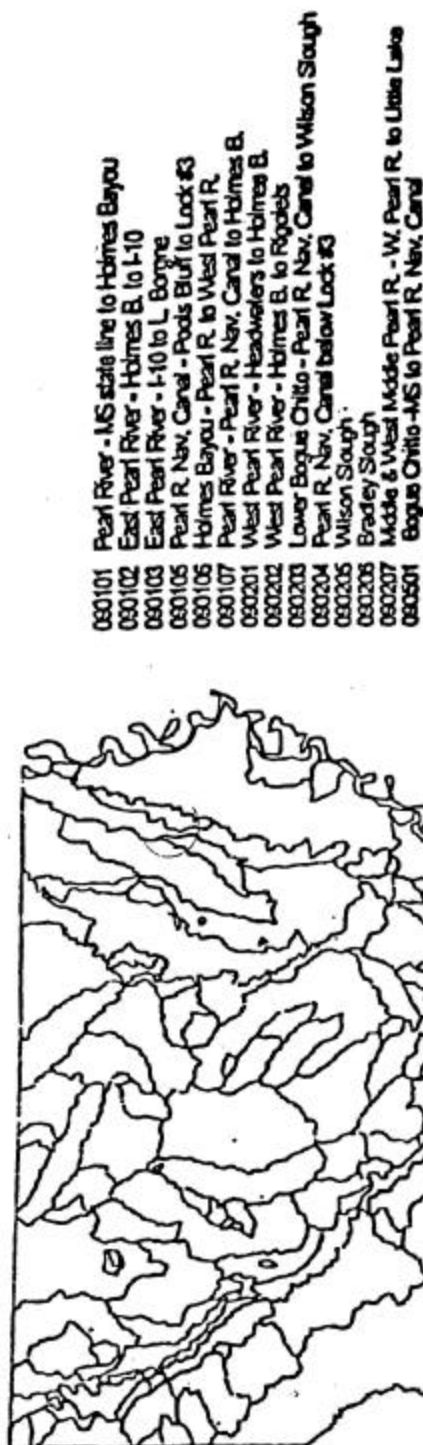 090101 Pearl River - MS state line to Holmes Bayou
090102 East Pearl River - Holmes B. to I-10
090103 East Pearl River - I-10 to L. Borgne
090105 Pearl R. Nav. Canal - Pools Bluff to Lock #3
090106 Holmes Bayou - Pearl R. to West Pearl R.
090107 Pearl River - Pearl R. Nav. Canal to Holmes B.
090201 West Pearl River - Headwaters to Holmes B.
090202 West Pearl River - Holmes B. to Rigolets
090203 Lower Bogue Chitto - Pearl R. Nav. Canal to Wilson Slough
090204 Pearl R. Nav. Canal below Lock #3
090205 Wilson Slough
090206 Bradley Slough
090207 Middle & West Middle Pearl R. - W. Pearl R. to Little Lake
090501 Bogue Chitto - MS to Pearl R. Nav. Canal